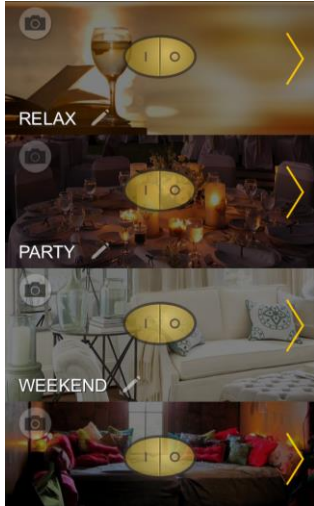 I O
RELAX
I O
PARTY
I O
WEEKEND
I O